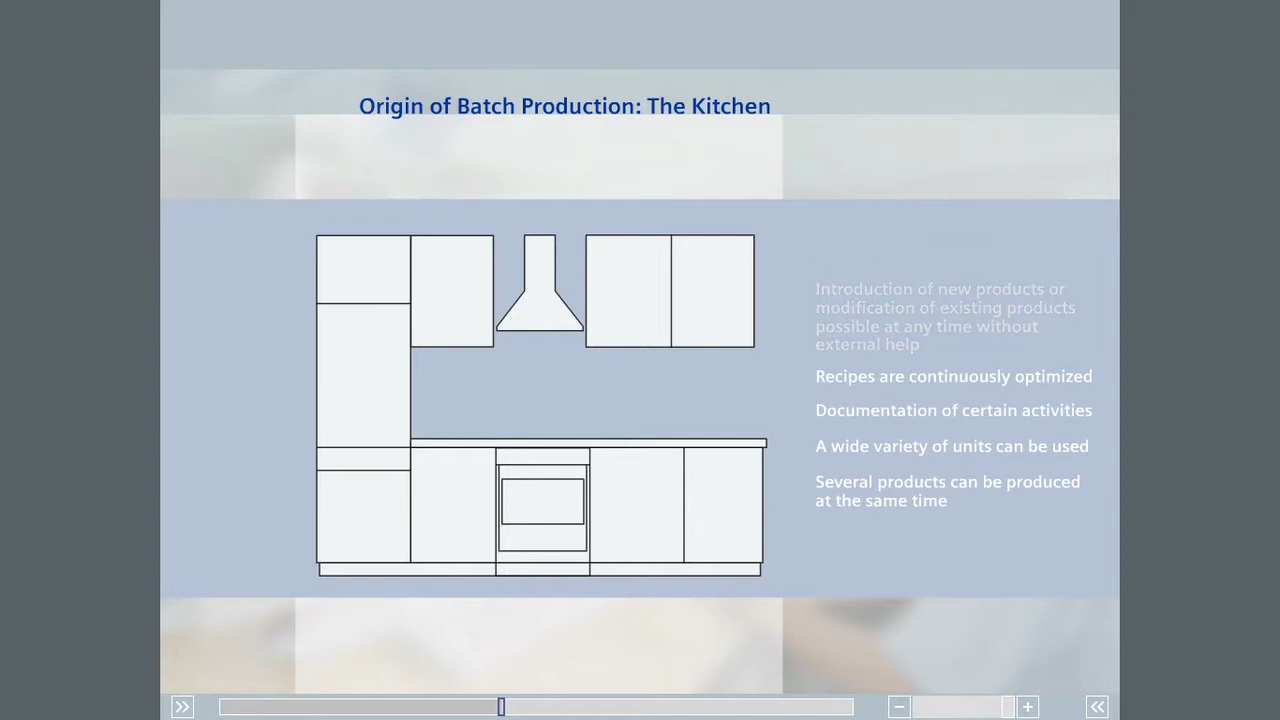 Origin of Batch Production: The Kitchen
Introduction of new products or
modification of existing products
possible at any time without
external help
Recipes are continuously optimized
Documentation of certain activities
A wide variety of units can be used
Several products can be produced
at the same time